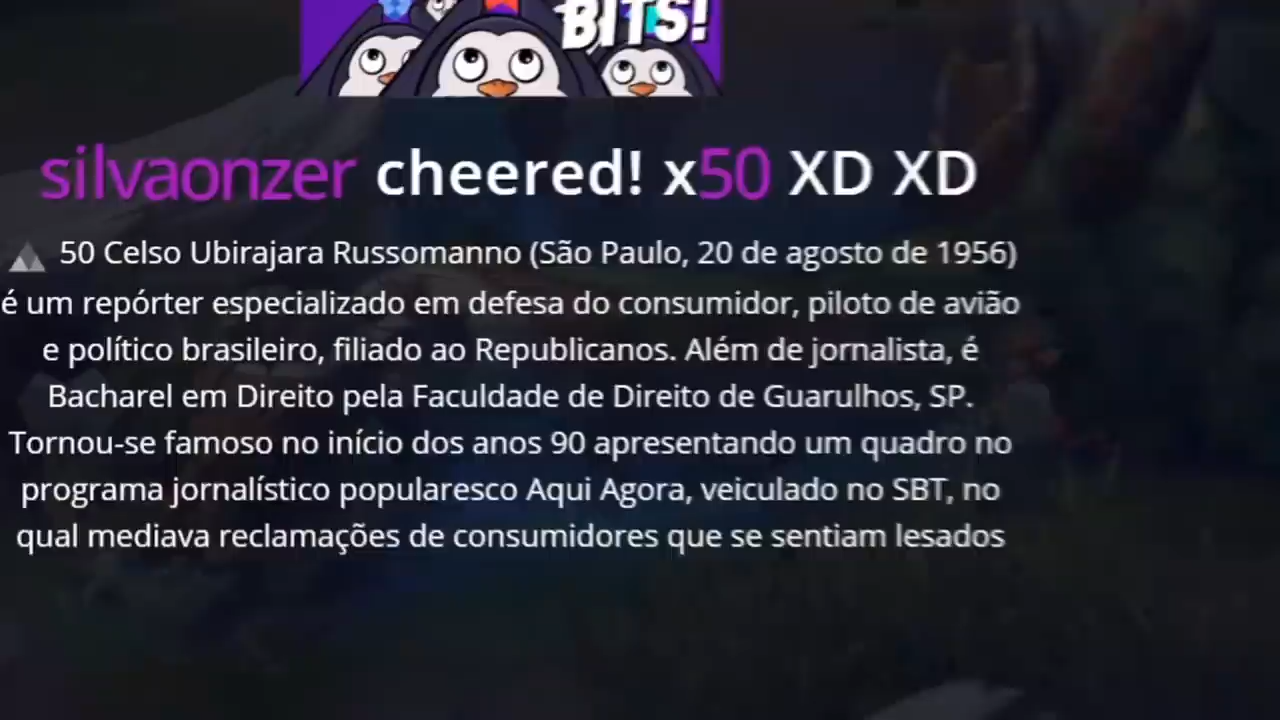 BITS!
silvaonzer cheered! x50 XD XD
50 Celso Ubirajara Russomanno (São Paulo, 20 de agosto de 1956)
é um repórter especializado em defesa do consumidor, piloto de avião
e político brasileiro, filiado ao Republicanos. Além de jornalista, é
Bacharel em Direito pela Faculdade de Direito de Guarulhos, SP.
Tornou-se famoso no início dos anos 90 apresentando um quadro no
programa jornalístico popularesco Aqui Agora, veiculado no SBT, no
qual mediava reclamações de consumidores que se sentiam lesados